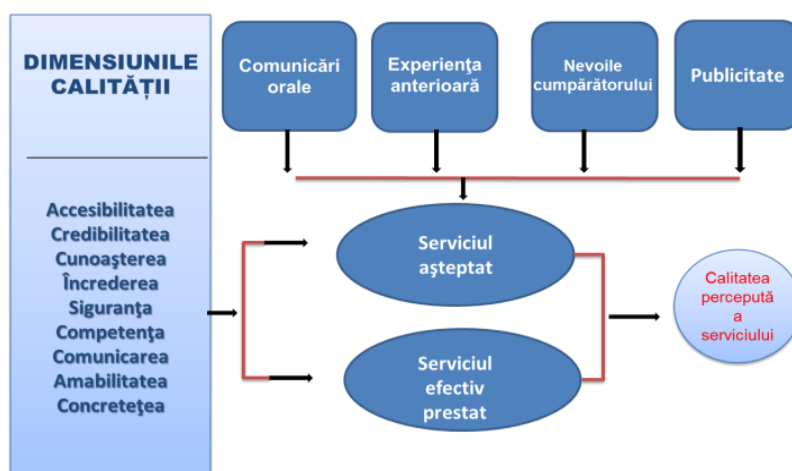 DIMENSIUNILE
CALITĂȚII
Accesibilitatea
Credibilitatea
Cunoaşterea
Încrederea
Siguranţa
Competenţa
Comunicarea
Amabilitatea
Concreteţea
Comunicări
orale
Experienţa
anterioară
Nevoile
cumpărătorului
Publicitate
Serviciul
aşteptat
Serviciul
efectiv
prestat
Calitatea
percepută
a
serviciului